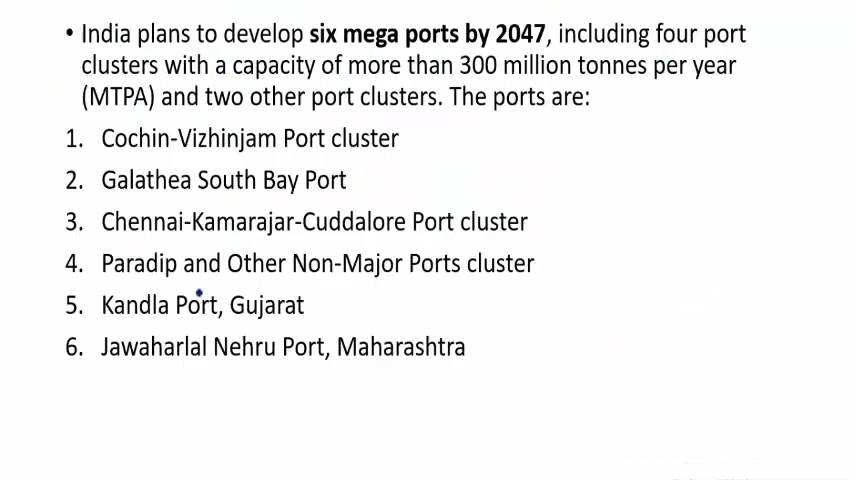 • India plans to develop six mega ports by 2047, including four port
clusters with a capacity of more than 300 million tonnes per year
(MTPA) and two other port clusters. The ports are:
1. Cochin-Vizhinjam Port cluster
2. Galathea South Bay Port
3. Chennai-Kamarajar-Cuddalore Port cluster
4. Paradip and Other Non-Major Ports cluster
5. Kandla Port, Gujarat
6. Jawaharlal Nehru Port, Maharashtra